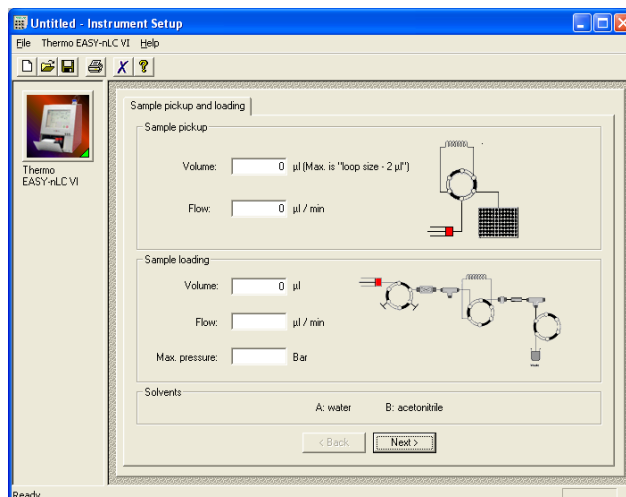 Untitled - Instrument Setup
File Thermo EASY-nLC VI Help
Sample pickup and loading
Sample pickup
Volume: 0 µl (Max. is "loop size - 2 µl")
Flow: 0 µl / min
Thermo
EASY-nLC VI
Sample loading
Volume: 0 µl
Flow: µl / min
Max. pressure: Bar
Solvents
A: water B: acetonitrile
< Back Next >
Ready